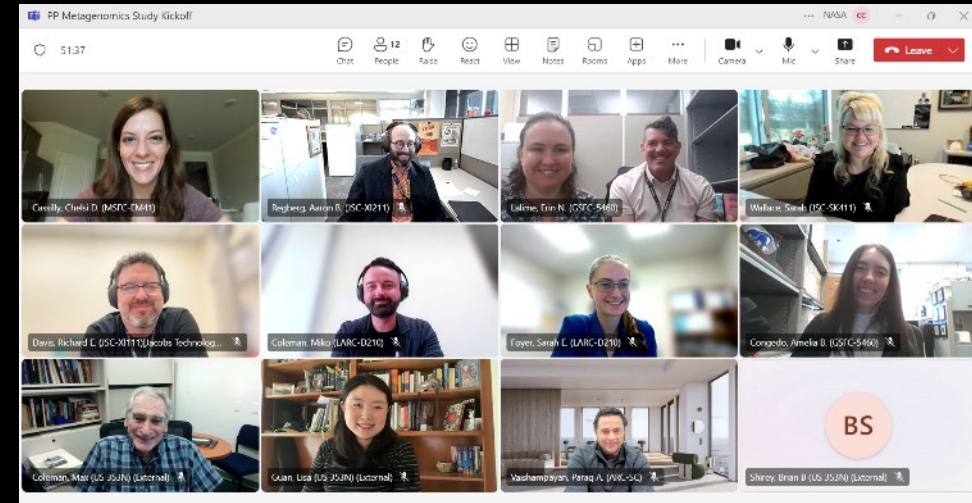 PP Metagenomics Study Kickoff
NASA CC
51:37
12
Chat People Raise React View Notes Rooms Apps More Camera Mic Share Leave
Cassilly, Chelsi D. (MSFC-EM41)
Regberg, Aaron B. (JSC-XI211)
Lalime, Erin N. (GSFC-5460)
Wallace, Sarah (JSC-SK411)
Davis, Richard E. (JSC-XI111)[Jacobs Technolog...
Coleman, Miko (LARC-D210)
Foyer, Sarah E. (LARC-D210)
Congedo, Amelia B. (GSFC-5460)
Coleman, Max (US 353N) (External)
Guan, Lisa (US 353N) (External)
Vaishampayan, Parag A. (ARC-SC)
BS
Shirey, Brian B (US 353N) (External)